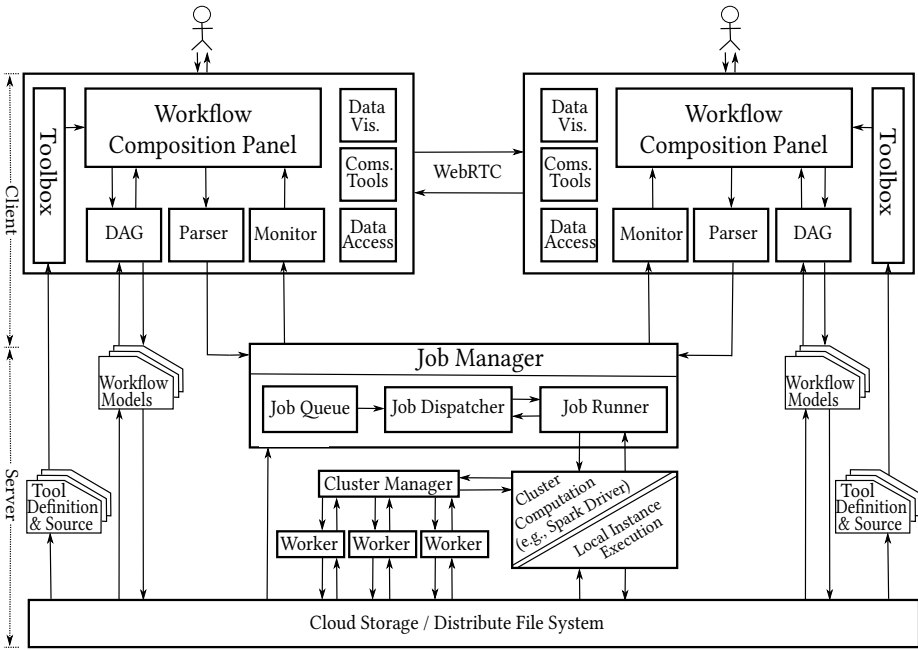 Client
Server
Toolbox
Workflow
Composition Panel
DAG
Parser
Monitor
Data
Vis.
Coms.
Tools
Data
Access
WebRTC
Data
Vis.
Coms.
Tools
Data
Access
Workflow
Composition Panel
Monitor
Parser
DAG
Toolbox
Job Manager
Job Queue
Job Dispatcher
Job Runner
Workflow
Models
Workflow
Models
Tool
Definition
& Source
Tool
Definition
& Source
Cluster Manager
Worker
Worker
Worker
Cluster
Computation
(e.g., Spark Driver)
Local Instance
Execution
Cloud Storage / Distribute File System